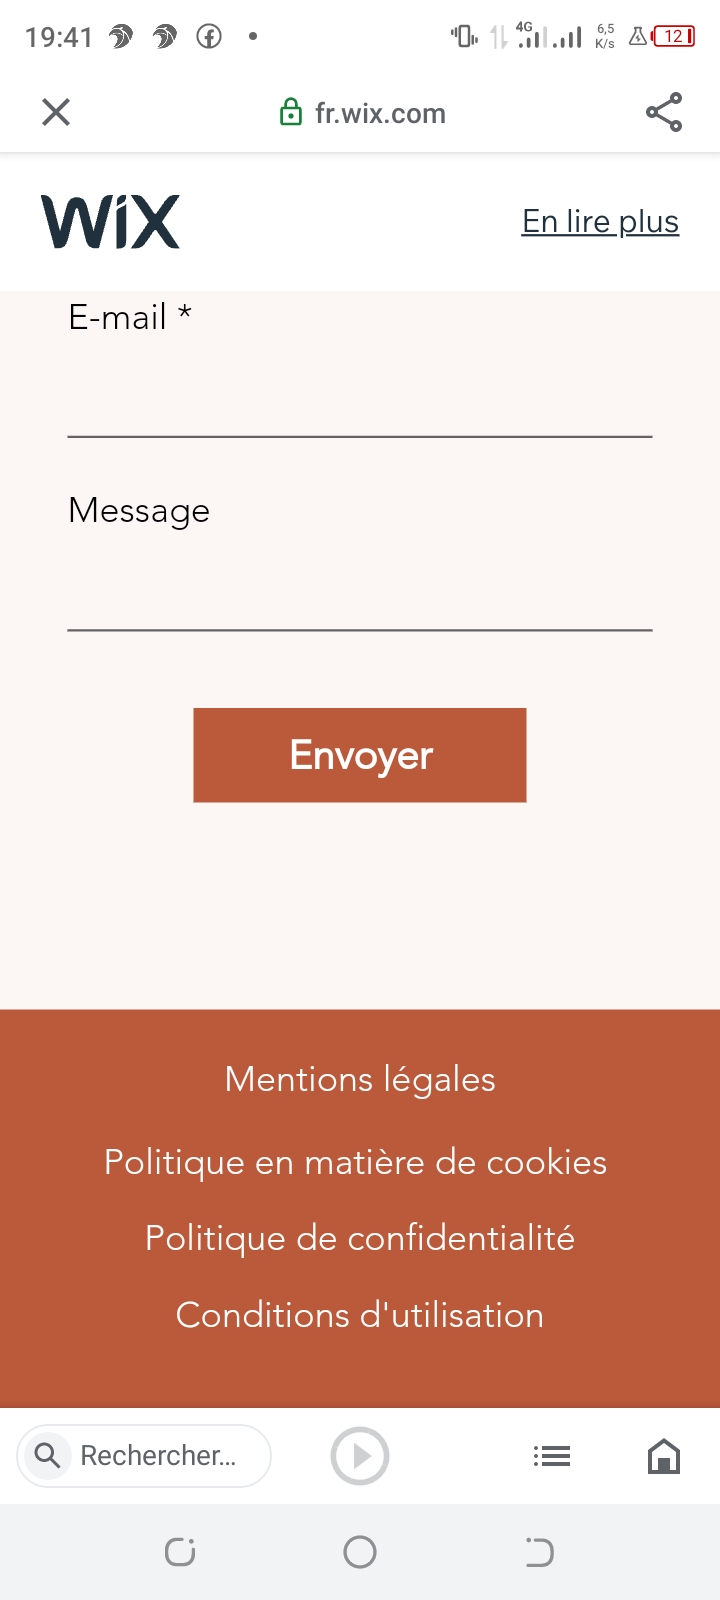 19:41
4G
6,5
K/s
12
fr.wix.com
WiX
En lire plus
E-mail *
Message
Envoyer
Mentions légales
Politique en matière de cookies
Politique de confidentialité
Conditions d'utilisation
Rechercher...